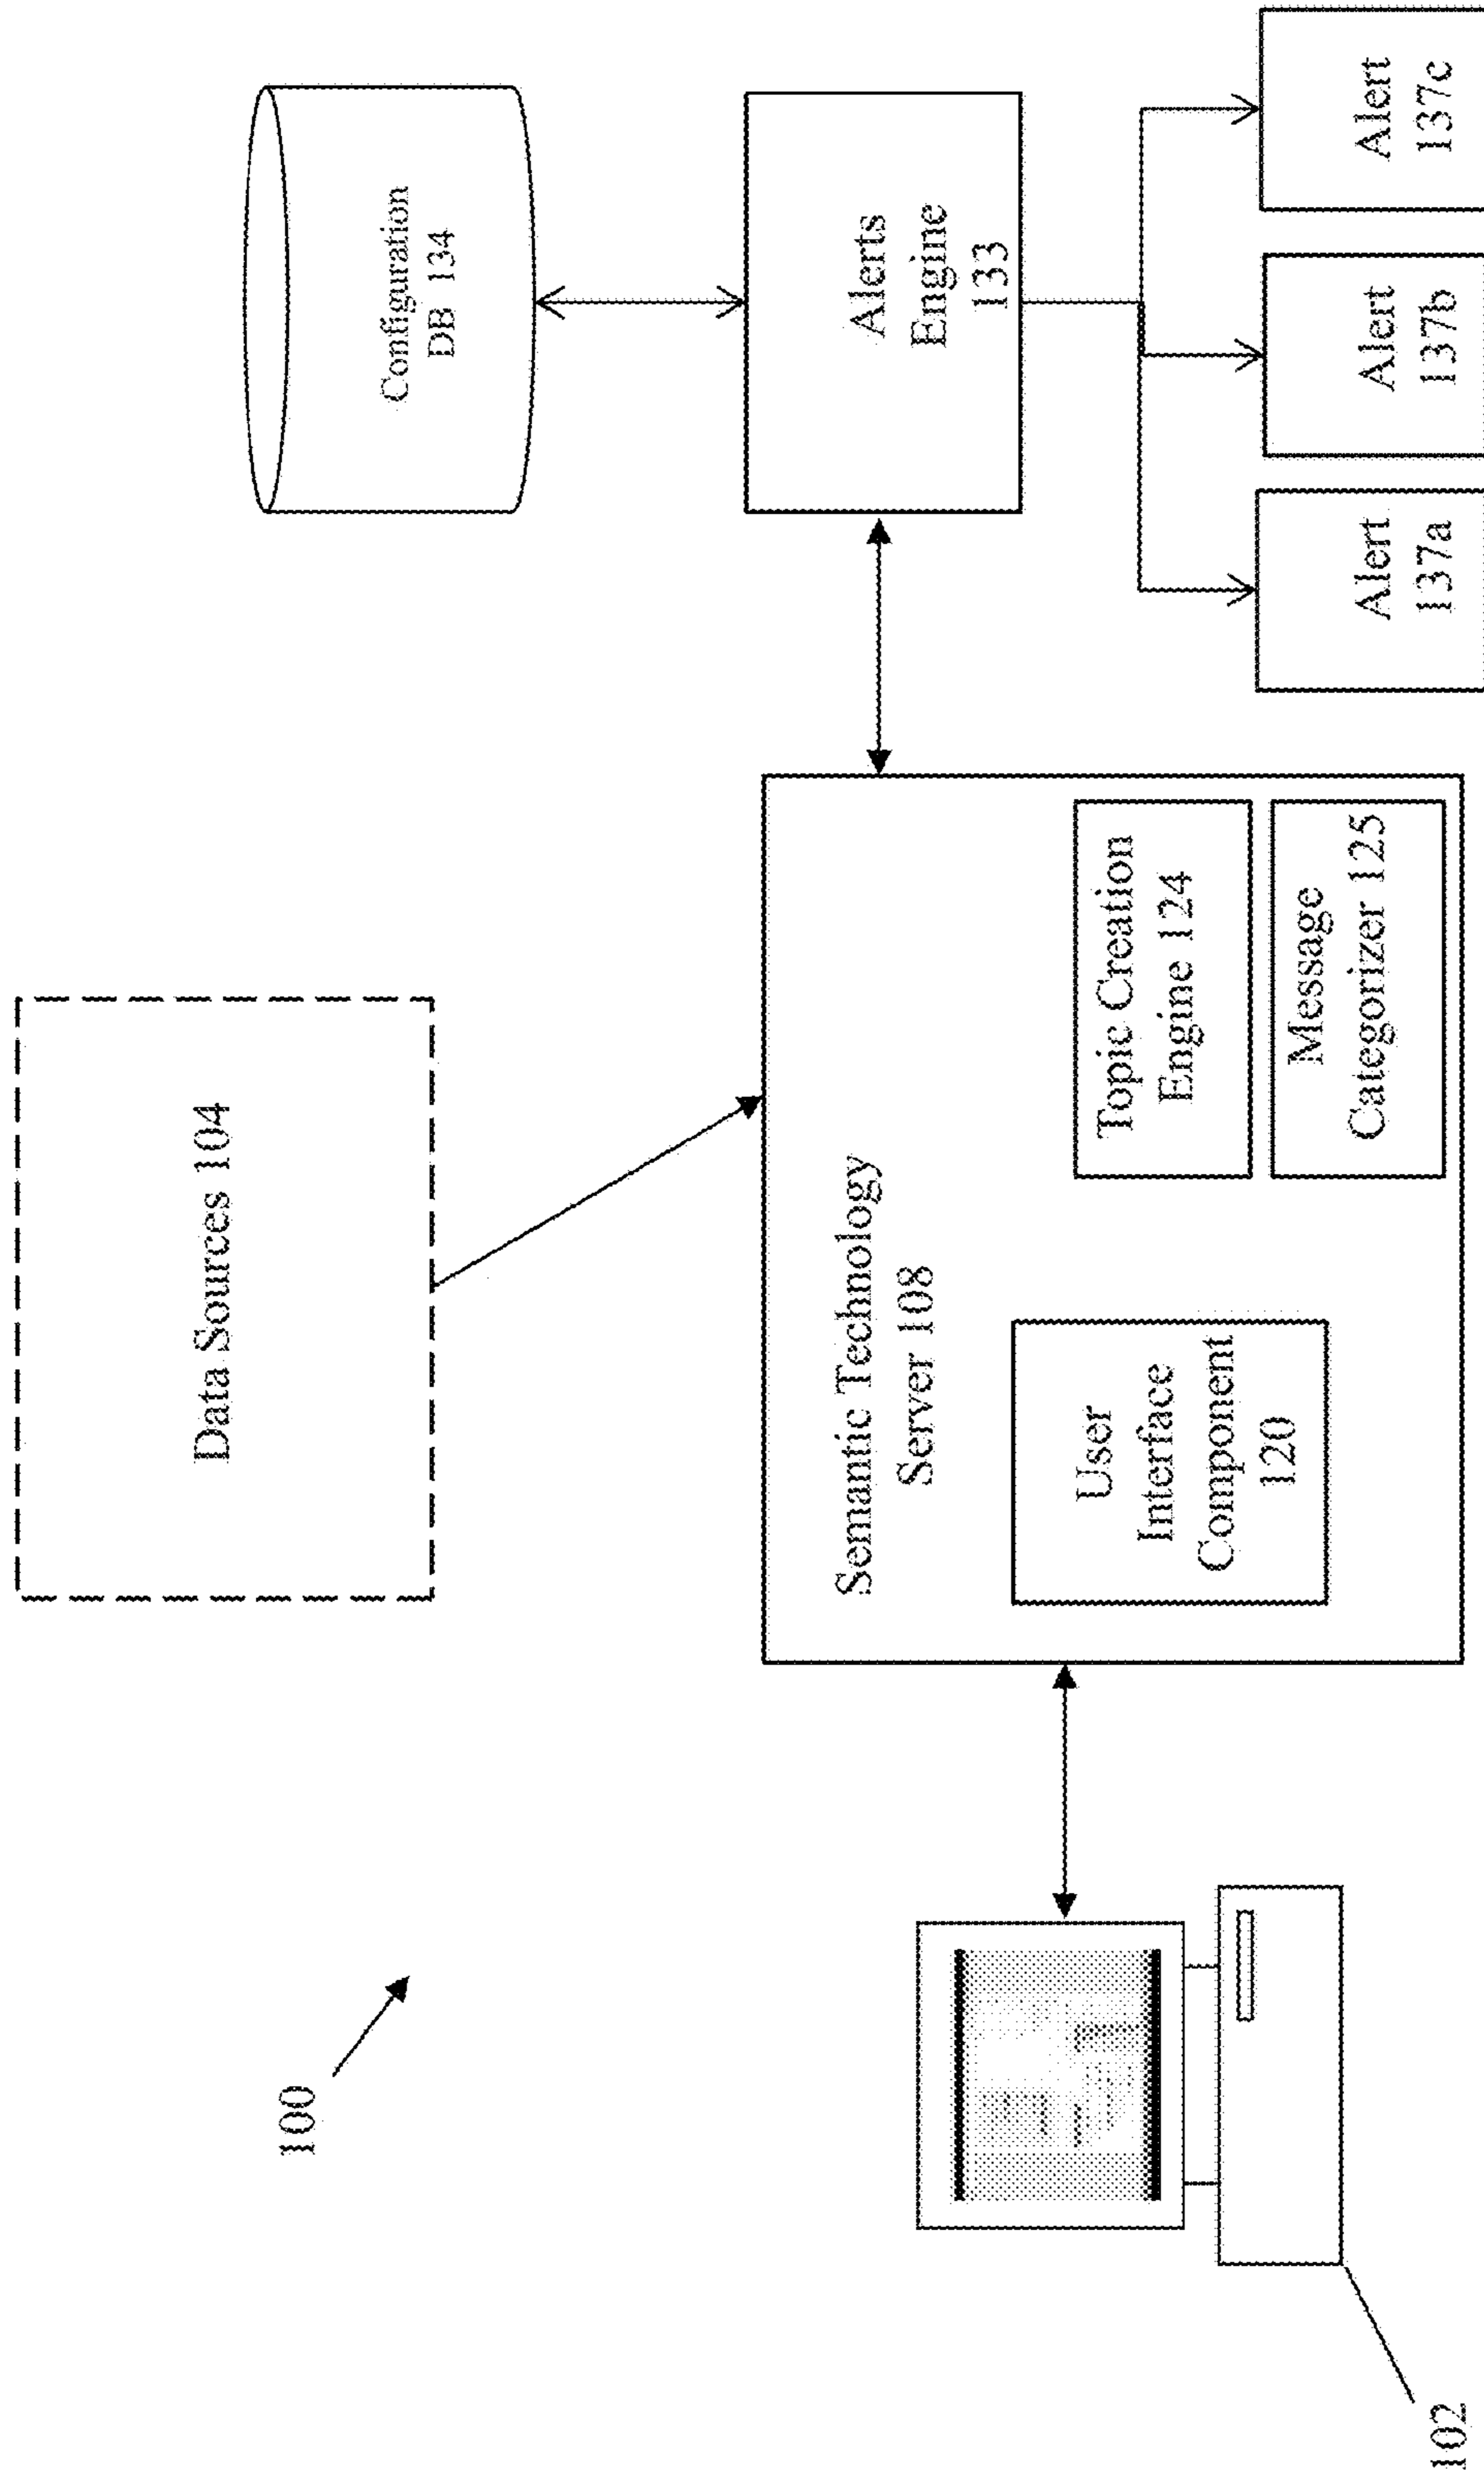 100
102
Data Sources 104
Semantic Technology
Server 108
User
Interface
Component
120
Topic Creation
Engine 124
Message
Categorizer 125
Configuration
DB 134
Alerts
Engine
133
Alert
137a
Alert
137b
Alert
137c